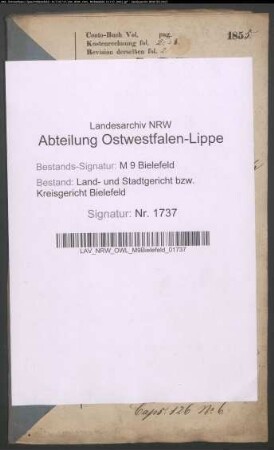 Conto-Buch Vol. pag.
Kostenrechnung fol.
Revision derselben fol.
1855
Landesarchiv NRW
Abteilung Ostwestfalen-Lippe
Bestands-Signatur: M 9 Bielefeld
Bestand: Land- und Stadtgericht bzw.
Kreisgericht Bielefeld
Signatur: Nr. 1737
LAV_NRW_OWL_M9Bielefeld_01737